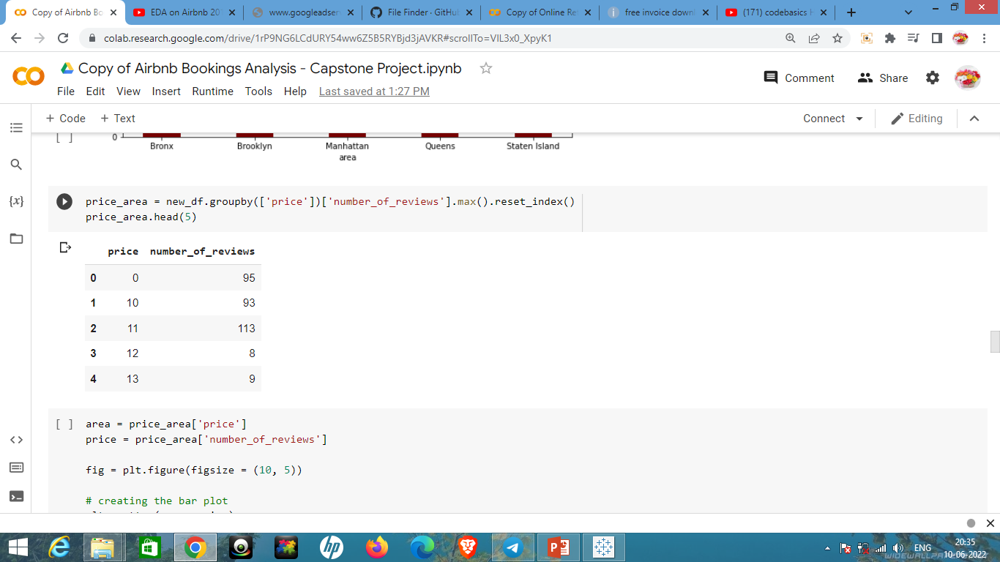 Copy of Airbnb Bo
EDA on Airbnb 20
www.googleadser
File Finder · GitHu
Copy of Online Re
free invoice down
(171) codebasics H
colab.research.google.com/drive/1rP9NG6LCdURY54ww6Z5B5RYBjd3jAVKR#scrollTo=VIL3x0_XpyK1
Copy of Airbnb Bookings Analysis - Capstone Project.ipynb
Comment
Share
File Edit View Insert Runtime Tools Help Last saved at 1:27 PM
+ Code + Text
Connect
Editing
[ ]
0
Bronx Brooklyn Manhattan Queens Staten Island
area
{x}
price_area = new_df.groupby(['price'])['number_of_reviews'].max().reset_index()
price_area.head(5)
price number_of_reviews
0 0 95
1 10 93
2 11 113
3 12 8
4 13 9
[ ] area = price_area['price']
price = price_area['number_of_reviews']
fig = plt.figure(figsize = (10, 5))
# creating the bar plot
hp
ENG
20:35
10-06-2022